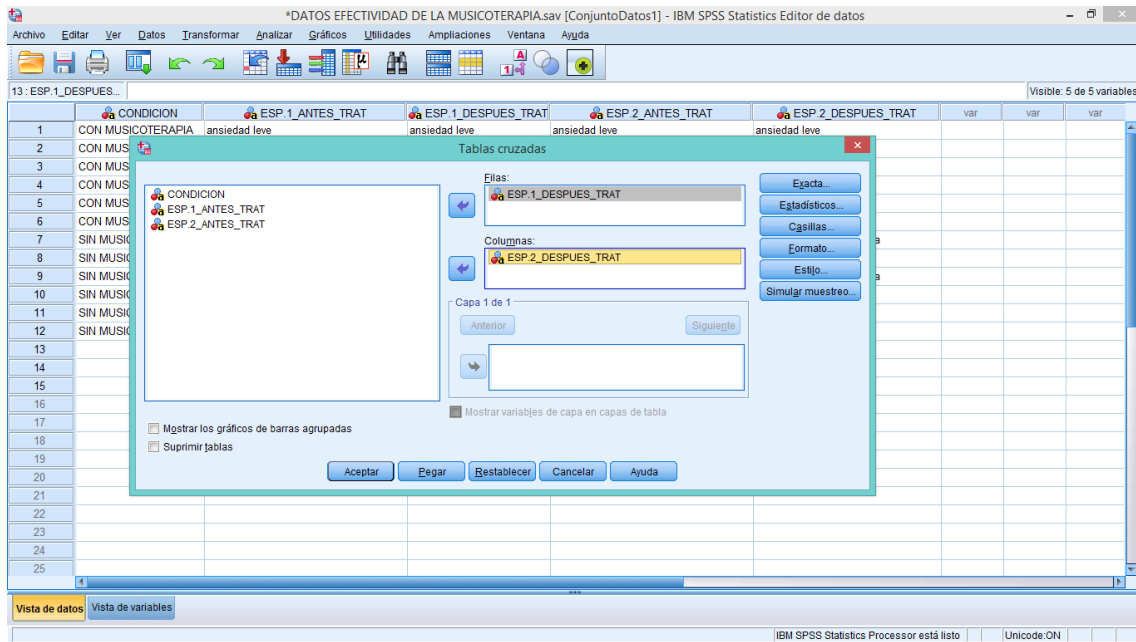 *DATOS EFECTIVIDAD DE LA MUSICOTERAPIA.sav [ConjuntoDatos1] - IBM SPSS Statistics Editor de datos
Archivo Editar Ver Datos Transformar Analizar Gráficos Utilidades Ampliaciones Ventana Ayuda
13 : ESP.1_DESPUES... Visible: 5 de 5 variables
CONDICION ESP.1_ANTES_TRAT ESP.1_DESPUES_TRAT ESP.2_ANTES_TRAT ESP.2_DESPUES_TRAT var var var
1 CON MUSICOTERAPIA ansiedad leve ansiedad leve ansiedad leve ansiedad leve
2 CON MUS
3 CON MUS
4 CON MUS
5 CON MUS
6 CON MUS
7 SIN MUSIC
8 SIN MUSIC
9 SIN MUSIC
10 SIN MUSIC
11 SIN MUSIC
12 SIN MUSIC
13
14
15
16
17
18
19
20
21
22
23
24
25
Tablas cruzadas
CONDICION
ESP.1_ANTES_TRAT
ESP.2_ANTES_TRAT
Filas:
ESP.1_DESPUES_TRAT
Columnas:
ESP.2_DESPUES_TRAT
Capa 1 de 1
Anterior Siguiente
Mostrar variables de capa en capas de tabla
Exacta...
Estadísticos...
Casillas...
Formato...
Estilo...
Simular muestreo...
Mostrar los gráficos de barras agrupadas
Suprimir tablas
Aceptar Pegar Restablecer Cancelar Ayuda
Vista de datos Vista de variables
IBM SPSS Statistics Processor está listo Unicode:ON